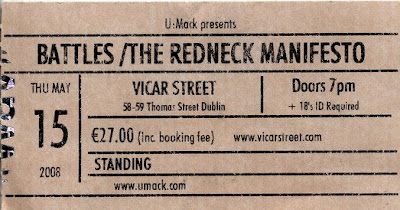 U:Mack presents
BATTLES /THE REDNECK MANIFESTO
THU MAY
15
2008
VICAR STREET
58-59 Thomas Street Dublin
Doors 7pm
+ 18's ID Required
€27.00 (inc. booking fee) www.vicarstreet.com
STANDING
www.umack.com